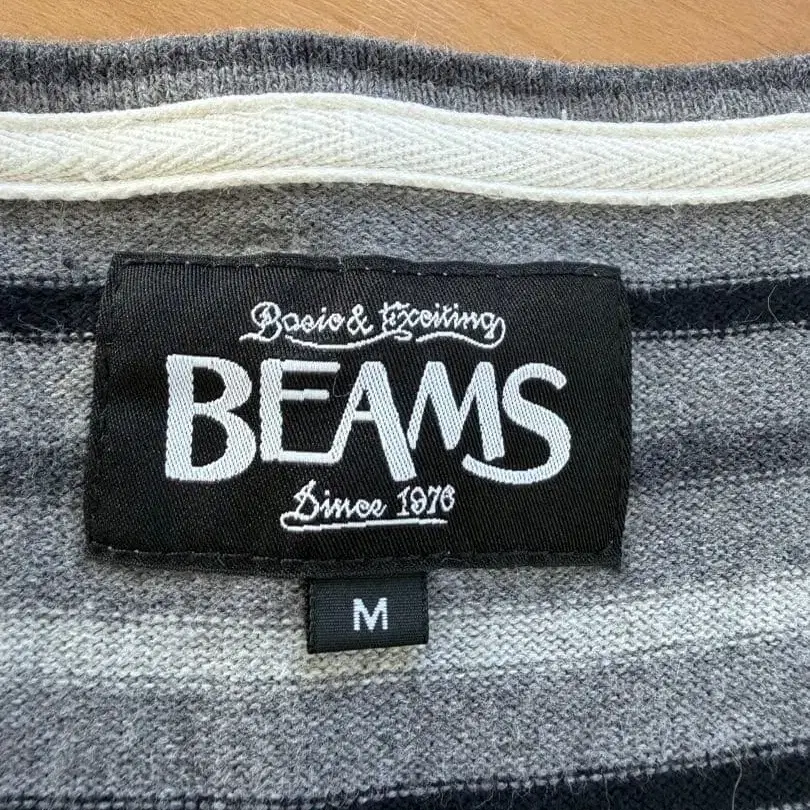 Basic & Exciting
BEAMS
Since 1976
M